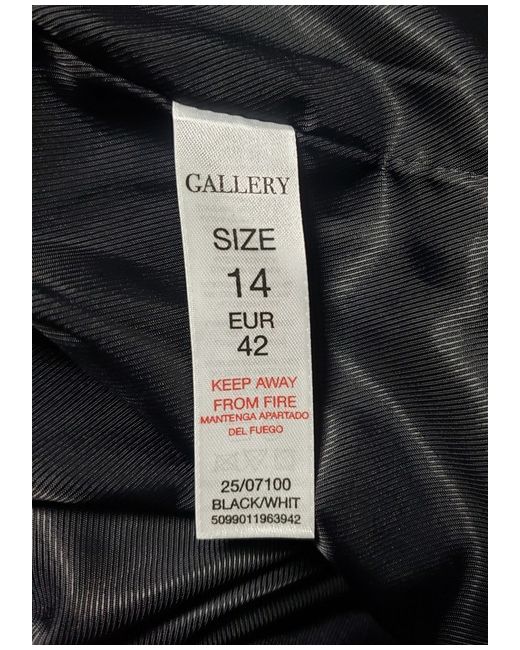 GALLERY
SIZE
14
EUR
42
KEEP AWAY
FROM FIRE
MANTENGA APARTADO
DEL FUEGO
25/07100
BLACK/WHIT
5099011963942